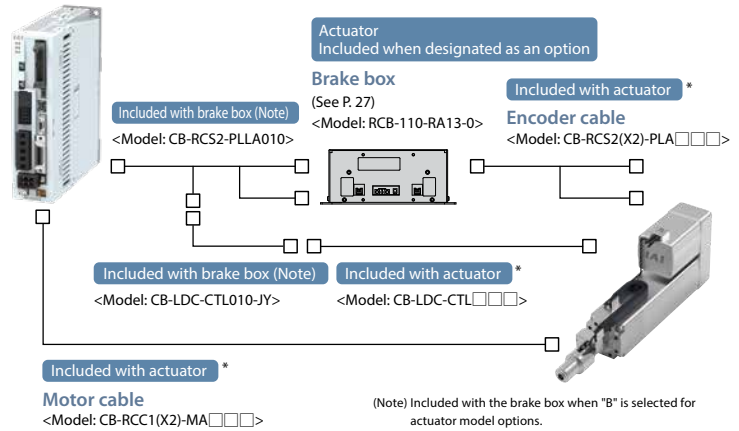 Actuator
Included when designated as an option
Brake box
(See P. 27)
<Model: RCB-110-RA13-0>
Included with actuator *
Encoder cable
<Model: CB-RCS2(X2)-PLA□□□>
Included with brake box (Note)
<Model: CB-RCS2-PLLA010>
Included with brake box (Note)
<Model: CB-LDC-CTL010-JY>
Included with actuator *
<Model: CB-LDC-CTL□□□>
IAI
Included with actuator *
Motor cable
<Model: CB-RCC1(X2)-MA□□□>
(Note) Included with the brake box when "B" is selected for
actuator model options.